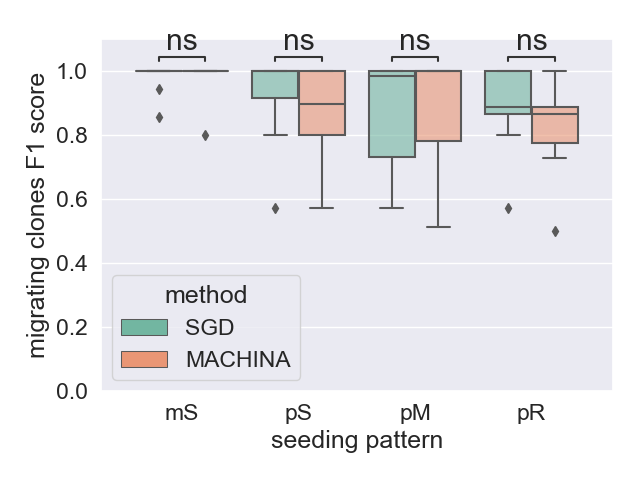 ns ns ns ns
1.0
0.8
0.6
0.4
0.2
0.0
migrating clones F1 score
method
SGD
MACHINA
mS pS pM pR
seeding pattern